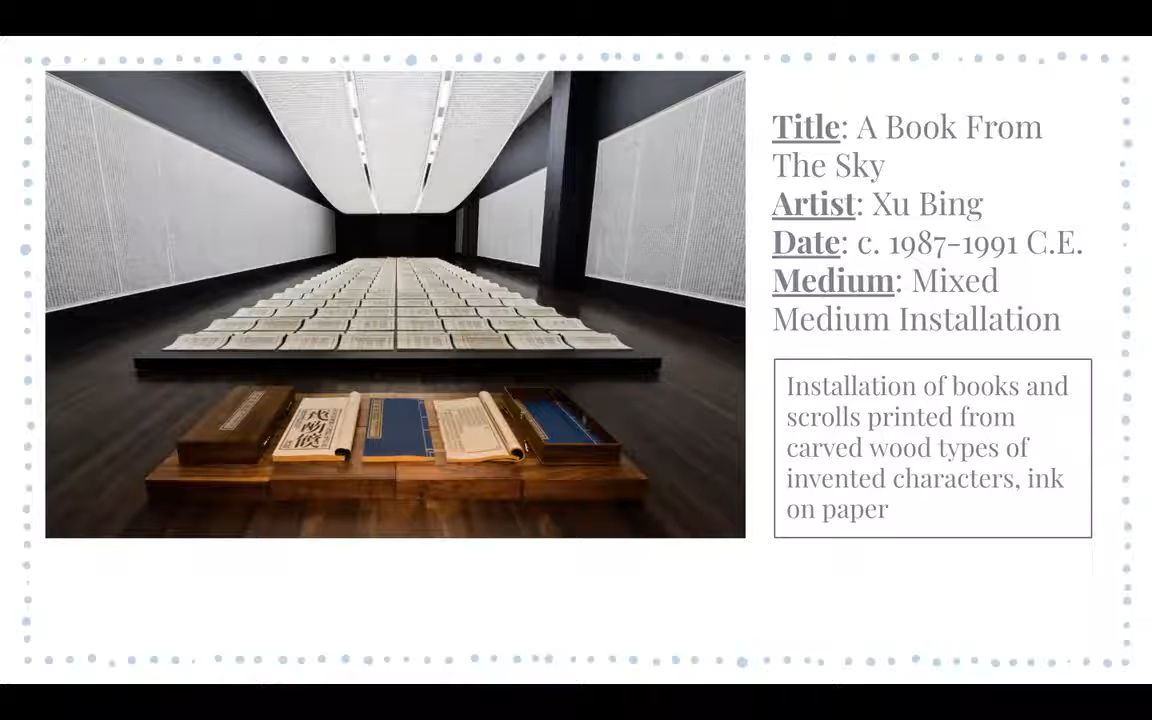 Title: A Book From
The Sky
Artist: Xu Bing
Date: c. 1987-1991 C.E.
Medium: Mixed
Medium Installation
Installation of books and
scrolls printed from
carved wood types of
invented characters, ink
on paper